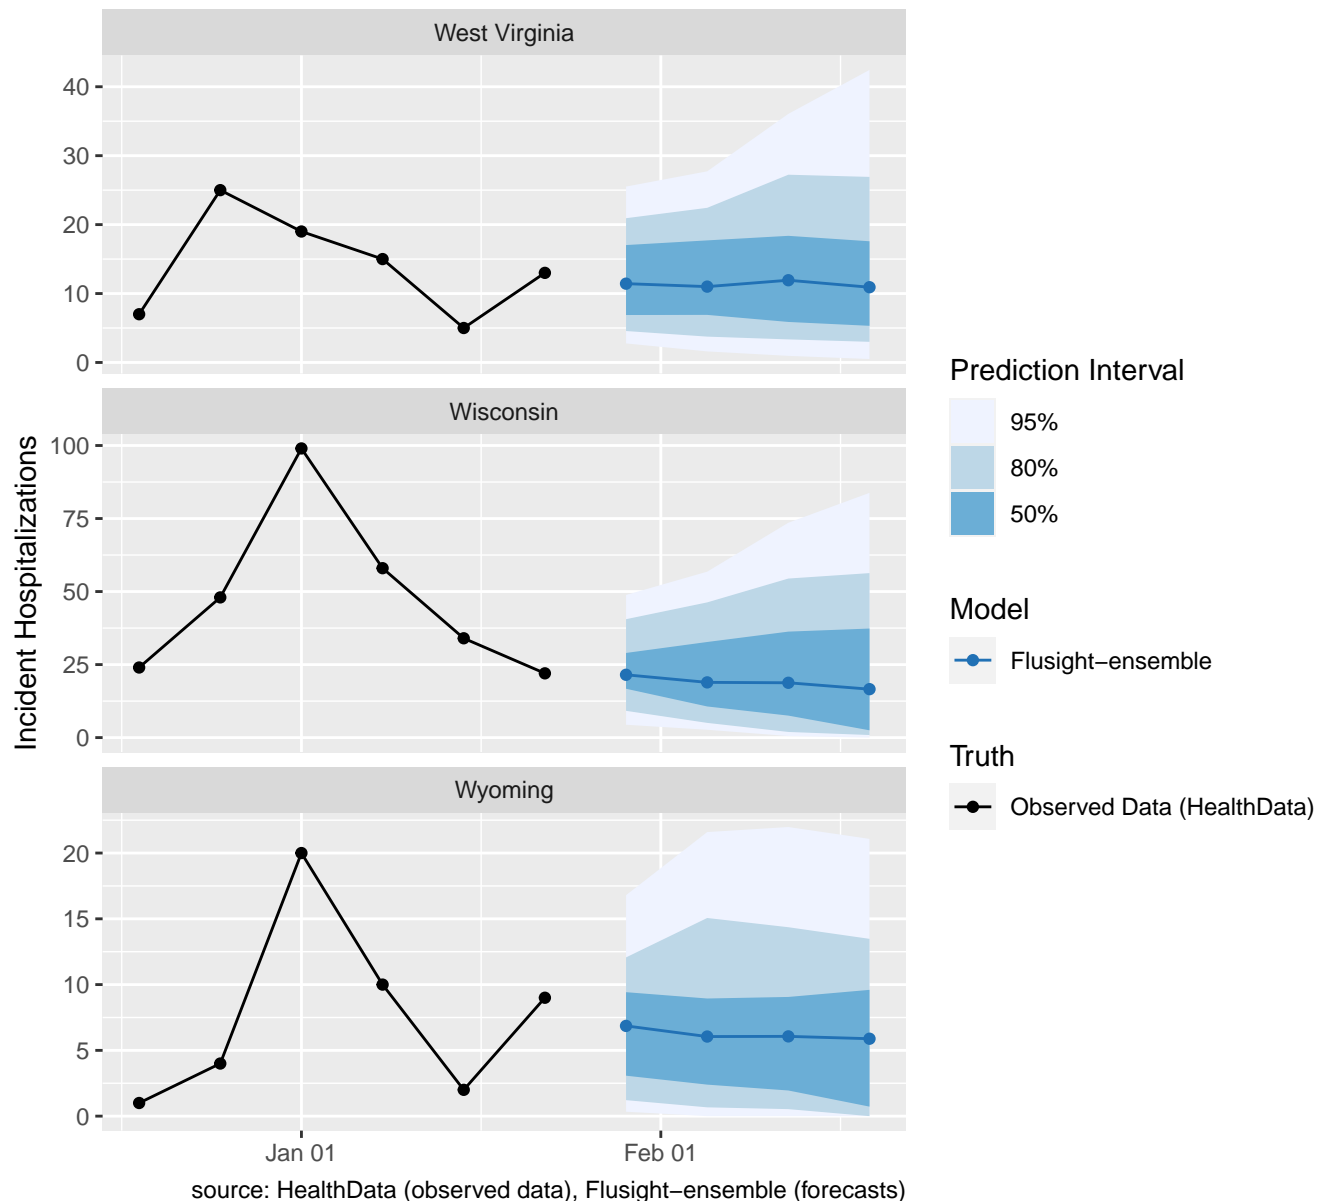 West Virginia
40
30
20
10
0
Wisconsin
100
75
50
25
0
Wyoming
20
15
10
5
0
Jan 01
Feb 01
Incident Hospitalizations
source: HealthData (observed data), Flusight−ensemble (forecasts)
Prediction Interval
95%
80%
50%
Model
Flusight−ensemble
Truth
Observed Data (HealthData)